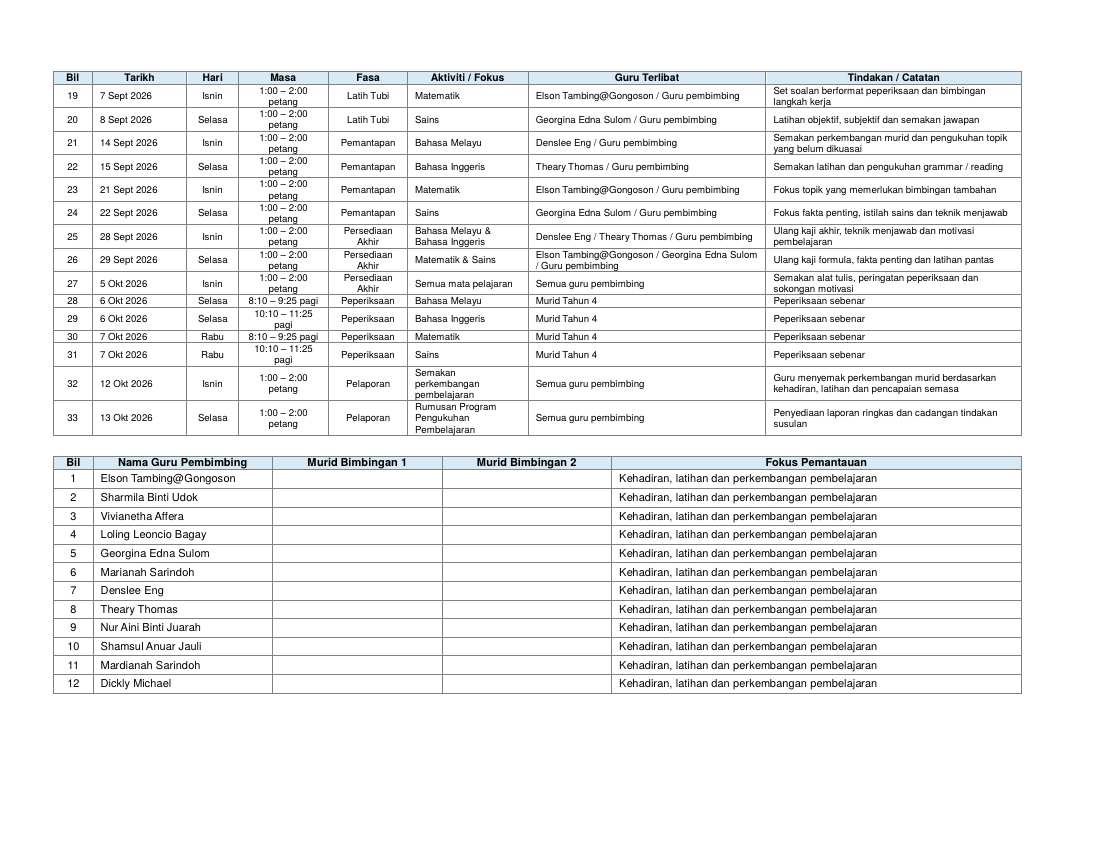 Bil Tarikh Hari Masa Fasa Aktiviti / Fokus Guru Terlibat Tindakan / Catatan
19 7 Sept 2026 Isnin 1:00 – 2:00 petang Latih Tubi Matematik Elson Tambing@Gongoson / Guru pembimbing Set soalan berformat peperiksaan dan bimbingan langkah kerja
20 8 Sept 2026 Selasa 1:00 – 2:00 petang Latih Tubi Sains Georgina Edna Sulom / Guru pembimbing Latihan objektif, subjektif dan semakan jawapan
21 14 Sept 2026 Isnin 1:00 – 2:00 petang Pemantapan Bahasa Melayu Denslee Eng / Guru pembimbing Semakan perkembangan murid dan pengukuhan topik yang belum dikuasai
22 15 Sept 2026 Selasa 1:00 – 2:00 petang Pemantapan Bahasa Inggeris Theary Thomas / Guru pembimbing Semakan latihan dan pengukuhan grammar / reading
23 21 Sept 2026 Isnin 1:00 – 2:00 petang Pemantapan Matematik Elson Tambing@Gongoson / Guru pembimbing Fokus topik yang memerlukan bimbingan tambahan
24 22 Sept 2026 Selasa 1:00 – 2:00 petang Pemantapan Sains Georgina Edna Sulom / Guru pembimbing Fokus fakta penting, istilah sains dan teknik menjawab
25 28 Sept 2026 Isnin 1:00 – 2:00 petang Persediaan Akhir Bahasa Melayu & Bahasa Inggeris Denslee Eng / Theary Thomas / Guru pembimbing Ulang kaji akhir, teknik menjawab dan motivasi pembelajaran
26 29 Sept 2026 Selasa 1:00 – 2:00 petang Persediaan Akhir Matematik & Sains Elson Tambing@Gongoson / Georgina Edna Sulom / Guru pembimbing Ulang kaji formula, fakta penting dan latihan pantas
27 5 Okt 2026 Isnin 1:00 – 2:00 petang Persediaan Akhir Semua mata pelajaran Semua guru pembimbing Semakan alat tulis, peringatan peperiksaan dan sokongan motivasi
28 6 Okt 2026 Selasa 8:10 – 9:25 pagi Peperiksaan Bahasa Melayu Murid Tahun 4 Peperiksaan sebenar
29 6 Okt 2026 Selasa 10:10 – 11:25 pagi Peperiksaan Bahasa Inggeris Murid Tahun 4 Peperiksaan sebenar
30 7 Okt 2026 Rabu 8:10 – 9:25 pagi Peperiksaan Matematik Murid Tahun 4 Peperiksaan sebenar
31 7 Okt 2026 Rabu 10:10 – 11:25 pagi Peperiksaan Sains Murid Tahun 4 Peperiksaan sebenar
32 12 Okt 2026 Isnin 1:00 – 2:00 petang Pelaporan Semakan perkembangan pembelajaran Semua guru pembimbing Guru menyemak perkembangan murid berdasarkan kehadiran, latihan dan pencapaian semasa
33 13 Okt 2026 Selasa 1:00 – 2:00 petang Pelaporan Rumusan Program Pengukuhan Pembelajaran Semua guru pembimbing Penyediaan laporan ringkas dan cadangan tindakan susulan
Bil Nama Guru Pembimbing Murid Bimbingan 1 Murid Bimbingan 2 Fokus Pemantauan
1 Elson Tambing@Gongoson Kehadiran, latihan dan perkembangan pembelajaran
2 Sharmila Binti Udok Kehadiran, latihan dan perkembangan pembelajaran
3 Vivianetha Affera Kehadiran, latihan dan perkembangan pembelajaran
4 Loling Leoncio Bagay Kehadiran, latihan dan perkembangan pembelajaran
5 Georgina Edna Sulom Kehadiran, latihan dan perkembangan pembelajaran
6 Marianah Sarindoh Kehadiran, latihan dan perkembangan pembelajaran
7 Denslee Eng Kehadiran, latihan dan perkembangan pembelajaran
8 Theary Thomas Kehadiran, latihan dan perkembangan pembelajaran
9 Nur Aini Binti Juarah Kehadiran, latihan dan perkembangan pembelajaran
10 Shamsul Anuar Jauli Kehadiran, latihan dan perkembangan pembelajaran
11 Mardianah Sarindoh Kehadiran, latihan dan perkembangan pembelajaran
12 Dickly Michael Kehadiran, latihan dan perkembangan pembelajaran